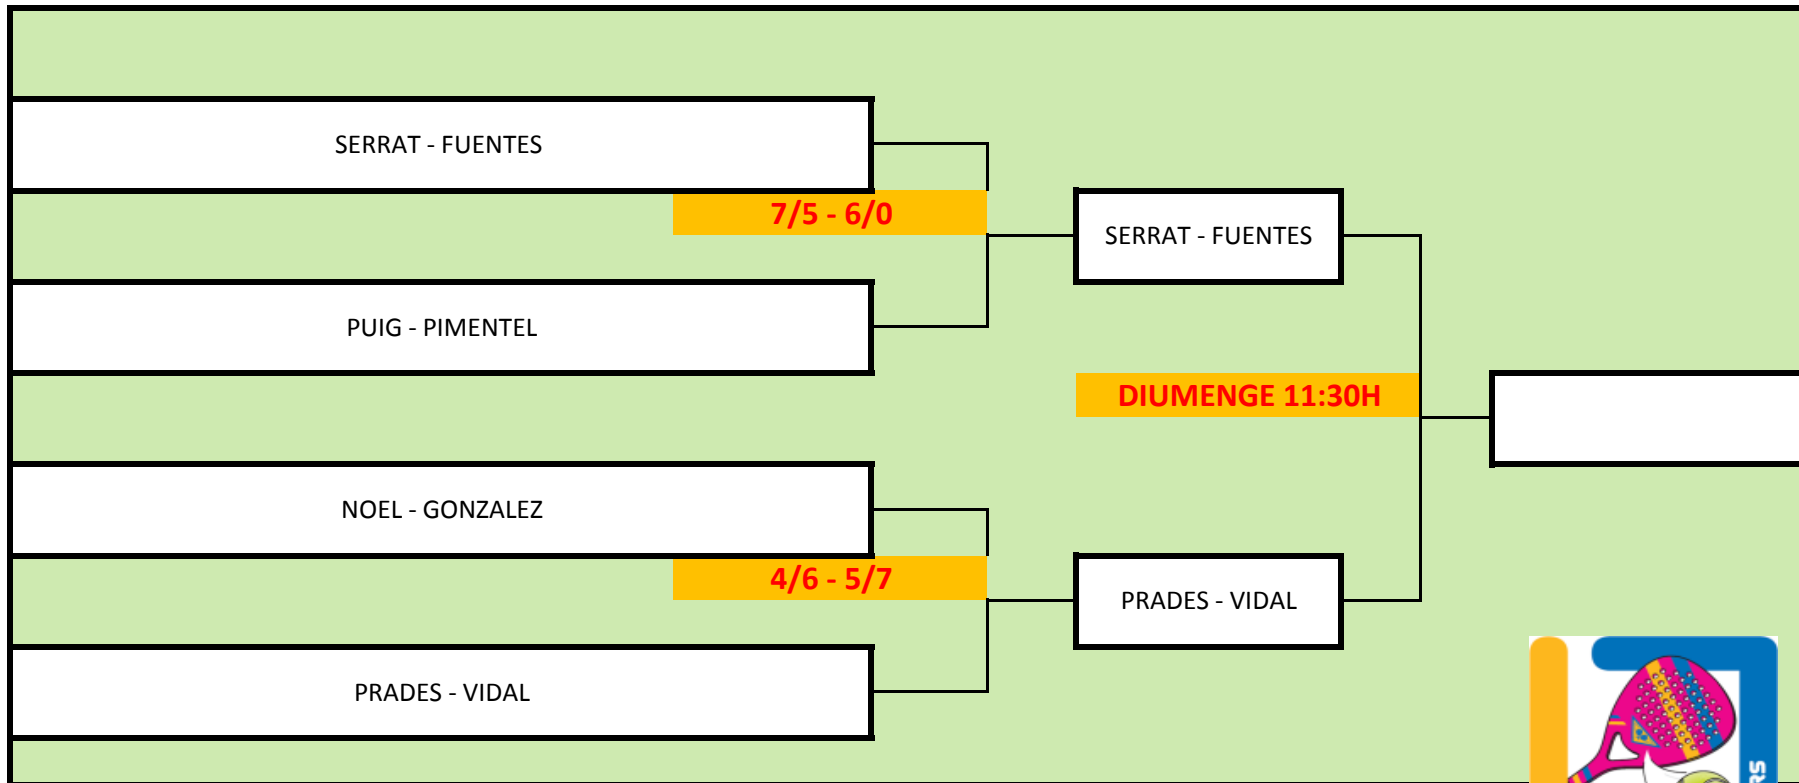 SERRAT - FUENTES
7/5 - 6/0
SERRAT - FUENTES
PUIG - PIMENTEL
DIUMENGE 11:30H
NOEL - GONZALEZ
4/6 - 5/7
PRADES - VIDAL
PRADES - VIDAL